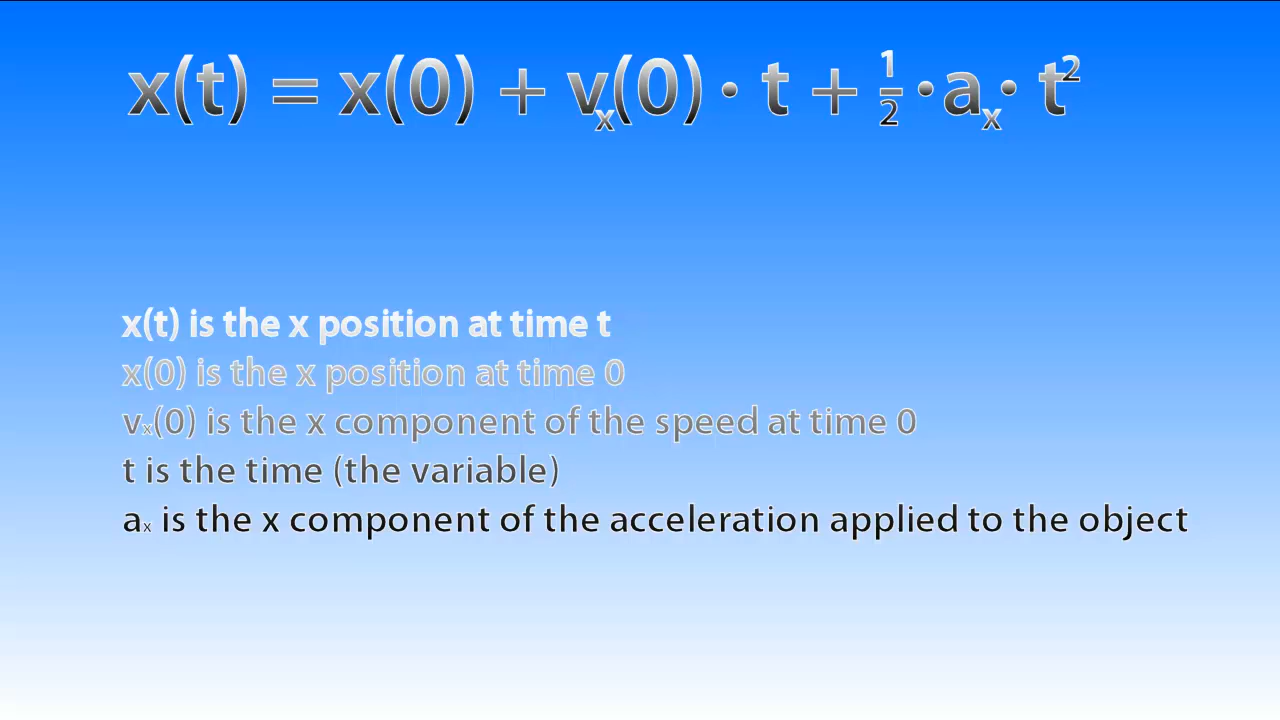 x(t) = x(0) + vₓ(0) · t + ½ · aₓ · t²
x(t) is the x position at time t
x(0) is the x position at time 0
vₓ(0) is the x component of the speed at time 0
t is the time (the variable)
aₓ is the x component of the acceleration applied to the object